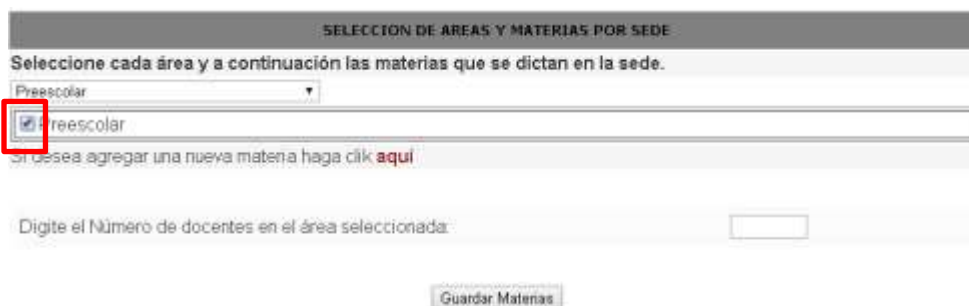 SELECCION DE AREAS Y MATERIAS POR SEDE
Seleccione cada área y a continuación las materias que se dictan en la sede.
Preescolar
Preescolar
Si desea agregar una nueva materia haga clik aquí
Digite el Número de docentes en el área seleccionada:
Guardar Materias